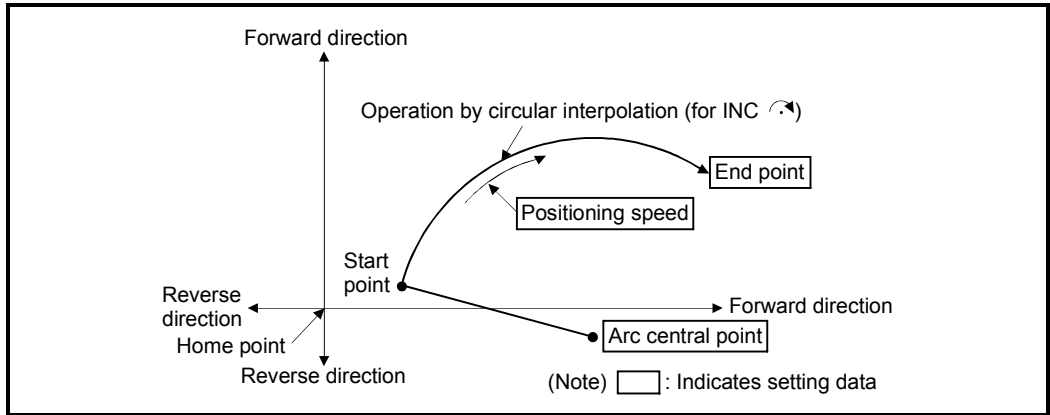 Forward direction
Operation by circular interpolation (for INC )
End point
Positioning speed
Start
point
Reverse
direction
Forward direction
Home point
Arc central point
Reverse direction
(Note) : Indicates setting data